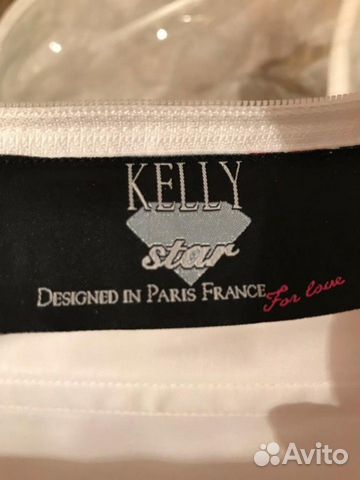 KELLY
star
DESIGNED IN PARIS FRANCE For love
Avito